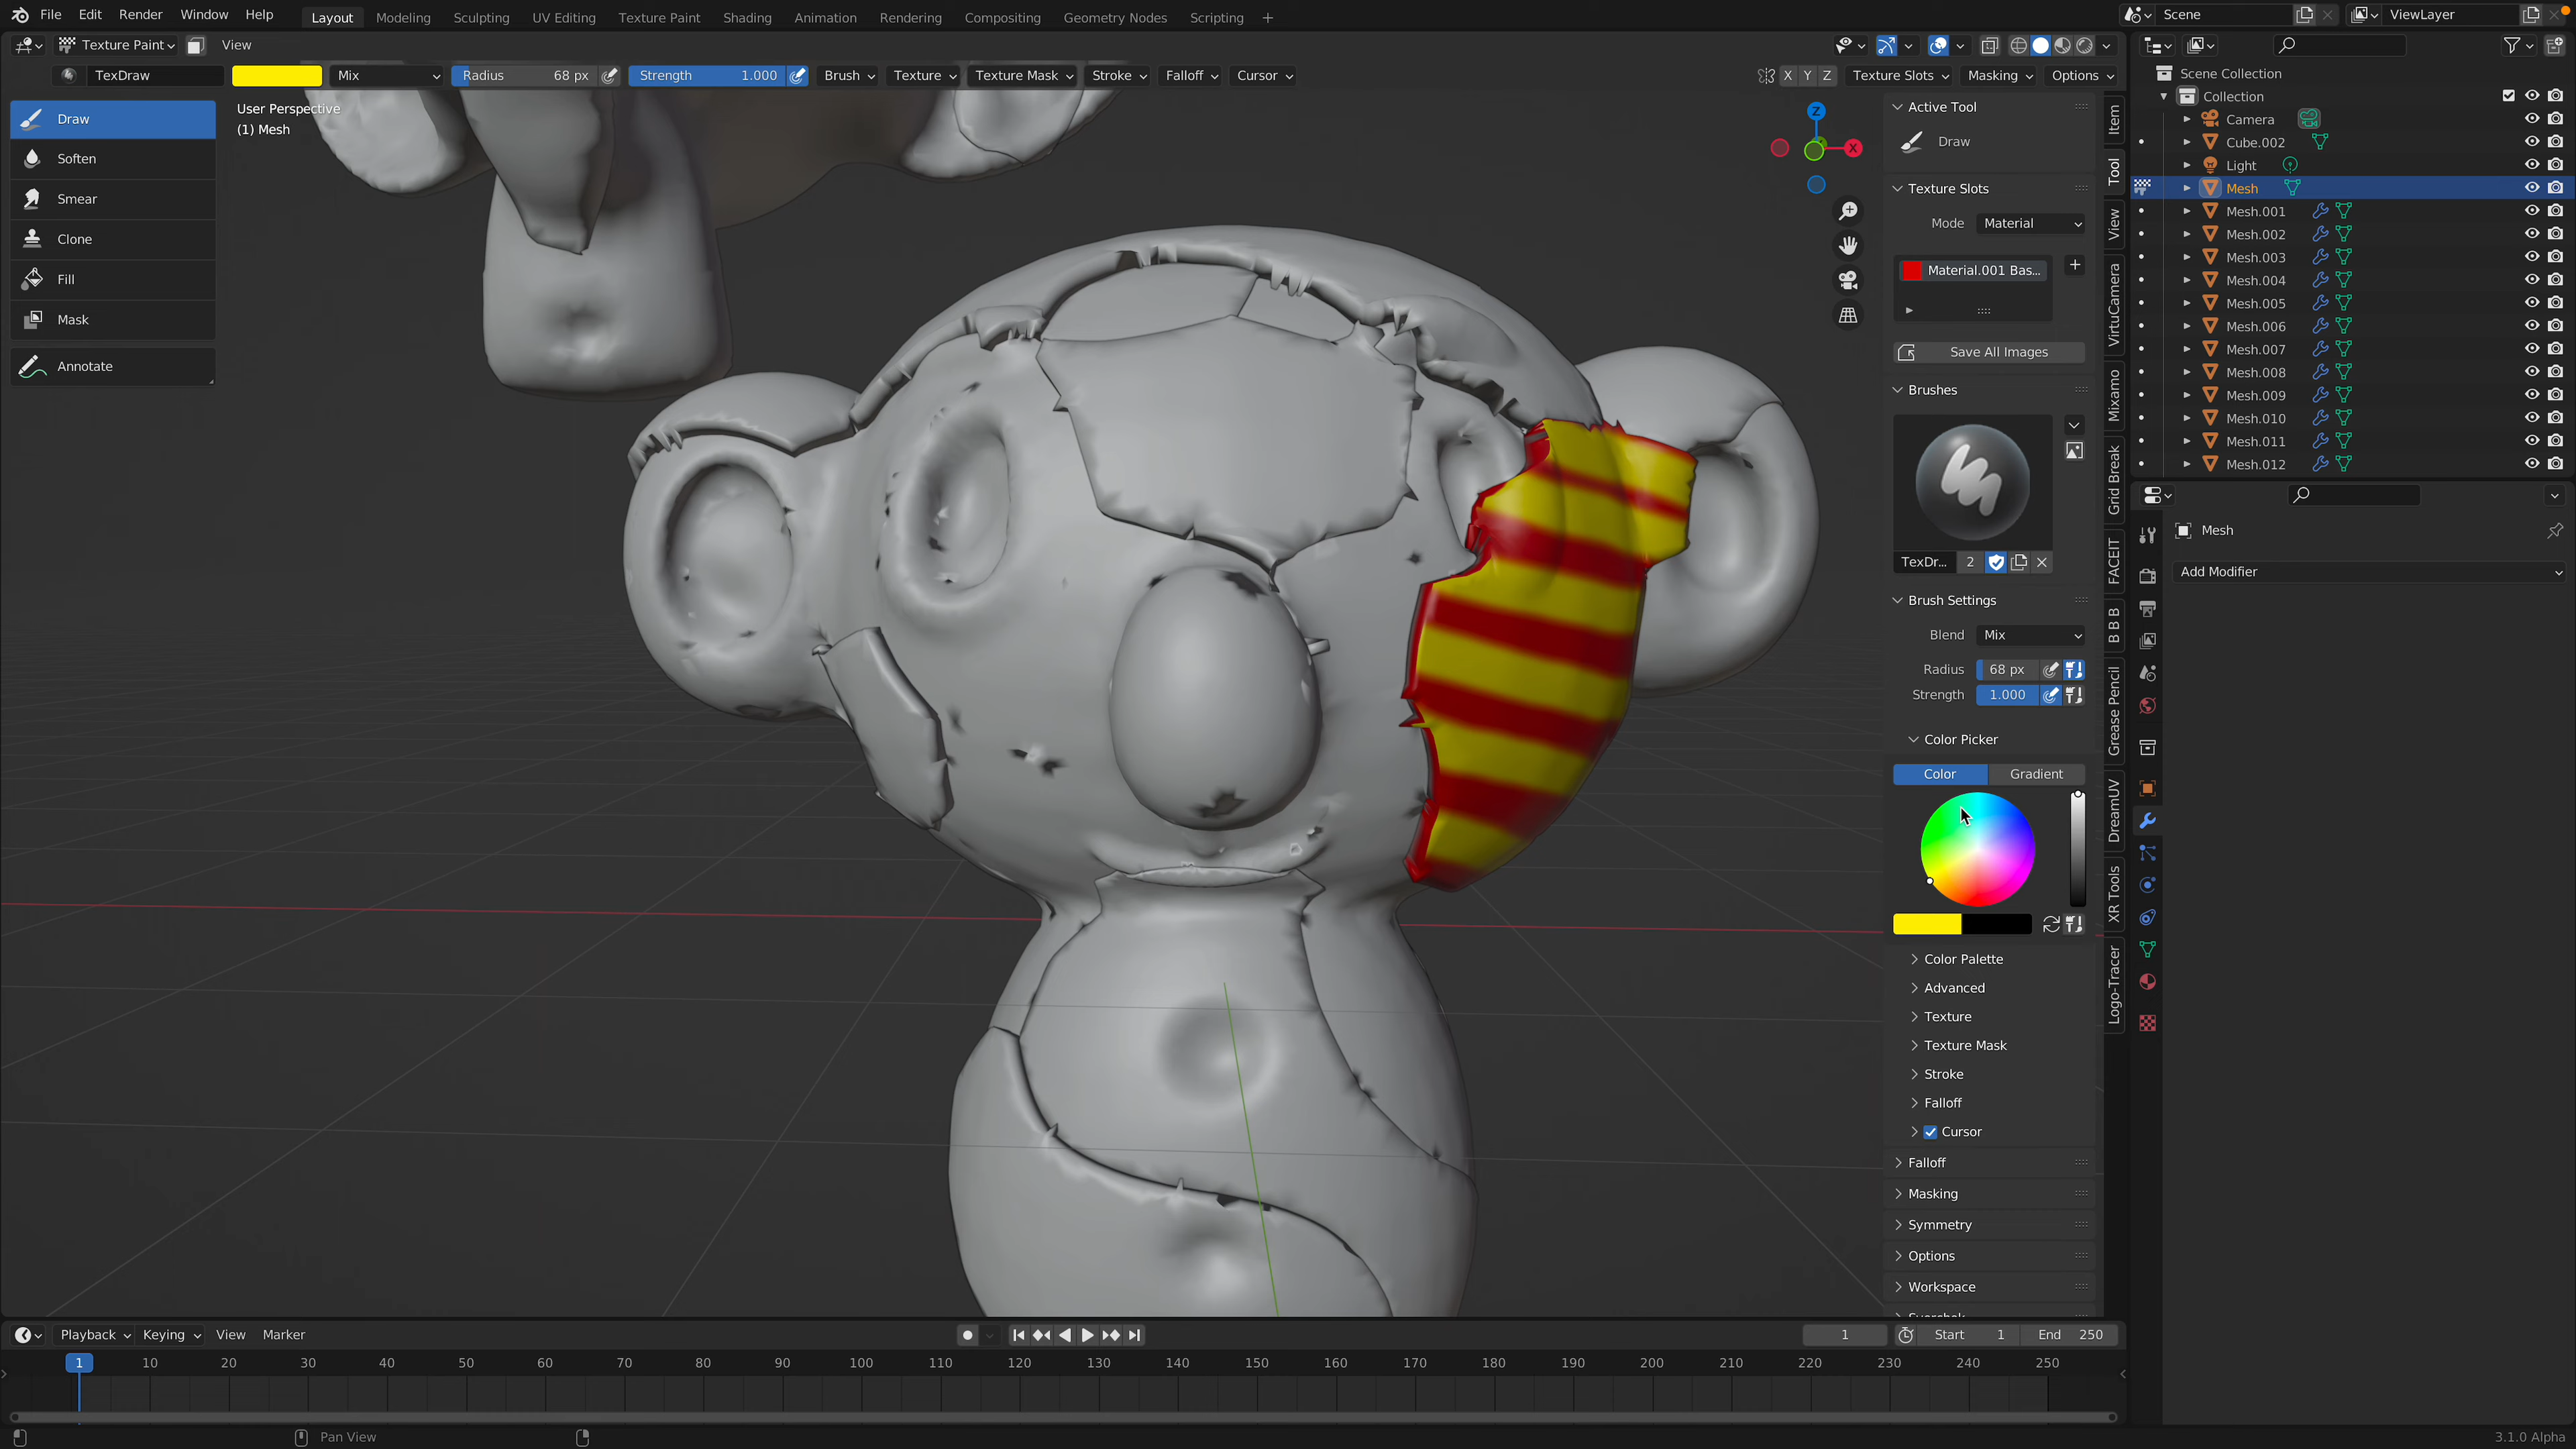 File Edit Render Window Help Layout Modeling Sculpting UV Editing Texture Paint Shading Animation Rendering Compositing Geometry Nodes Scripting + Scene ViewLayer
Texture Paint View
TexDraw Mix Radius 68 px Strength 1.000 Brush Texture Texture Mask Stroke Falloff Cursor X Y Z Texture Slots Masking Options
Draw
Soften
Smear
Clone
Fill
Mask
Annotate
User Perspective
(1) Mesh
Z
X
Active Tool
Draw
Texture Slots
Mode Material
Material.001 Bas...
Save All Images
Brushes
TexDr... 2
Brush Settings
Blend Mix
Radius 68 px
Strength 1.000
Color Picker
Color Gradient
Color Palette
Advanced
Texture
Texture Mask
Stroke
Falloff
Cursor
Falloff
Masking
Symmetry
Options
Workspace
Item
Tool
View
VirtuCamera
Mixamo
Grid Break
FACEIT
B B B
Grease Pencil
DreamUV
XR Tools
Logo-Tracer
Scene Collection
Collection
Camera
Cube.002
Light
Mesh
Mesh.001
Mesh.002
Mesh.003
Mesh.004
Mesh.005
Mesh.006
Mesh.007
Mesh.008
Mesh.009
Mesh.010
Mesh.011
Mesh.012
Mesh
Add Modifier
Playback Keying View Marker 1 Start 1 End 250
1 10 20 30 40 50 60 70 80 90 100 110 120 130 140 150 160 170 180 190 200 210 220 230 240 250
Pan View
3.1.0 Alpha